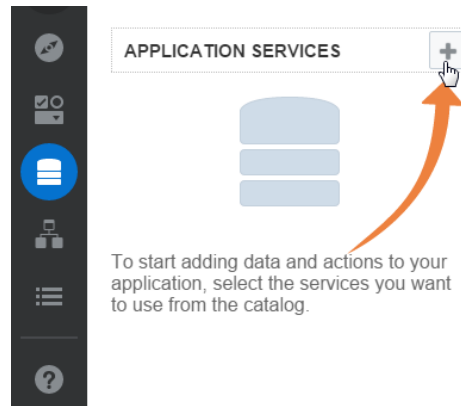 APPLICATION SERVICES
To start adding data and actions to your
application, select the services you want
to use from the catalog.